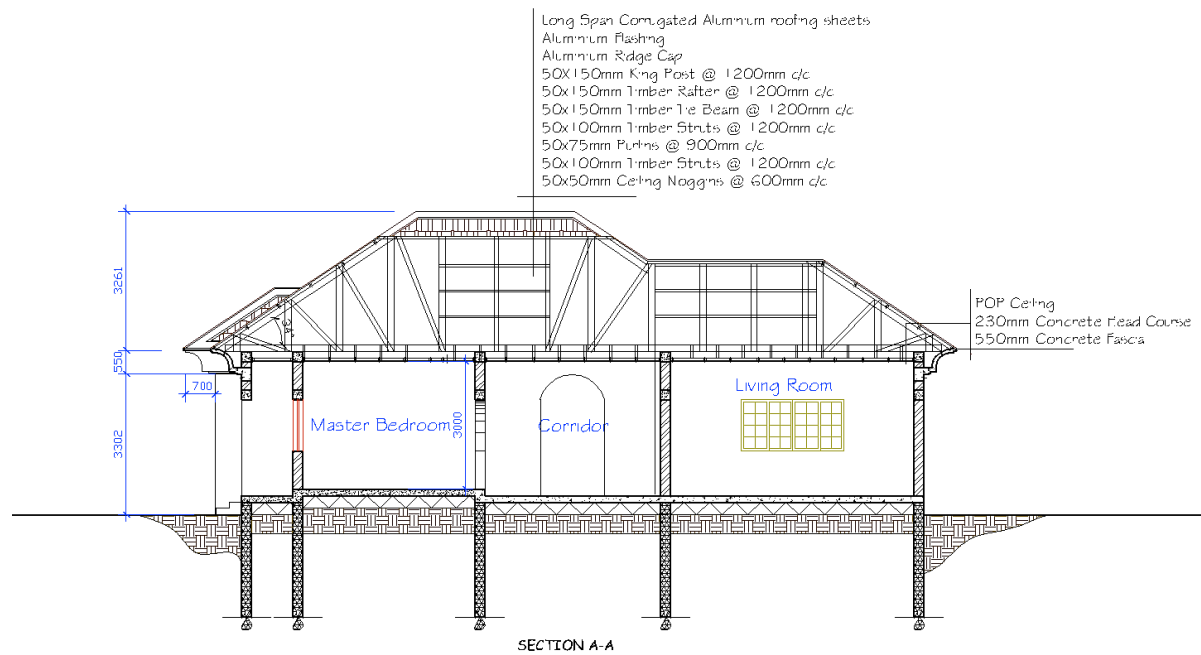 Long Span Corrugated Aluminium roofing sheets
Aluminium Flashing
Aluminium Ridge Cap
50X150mm King Post @ 1200mm c/c
50x150mm Timber Rafter @ 1200mm c/c
50x150mm Timber Tie Beam @ 1200mm c/c
50x100mm Timber Struts @ 1200mm c/c
50x75mm Purlins @ 900mm c/c
50x100mm Timber Struts @ 1200mm c/c
50x50mm Ceiling Noggins @ 600mm c/c
3261
POP Ceiling
230mm Concrete Head Course
550mm Concrete Fascia
550
700
Living Room
Master Bedroom
3000
Corridor
3302
SECTION A-A